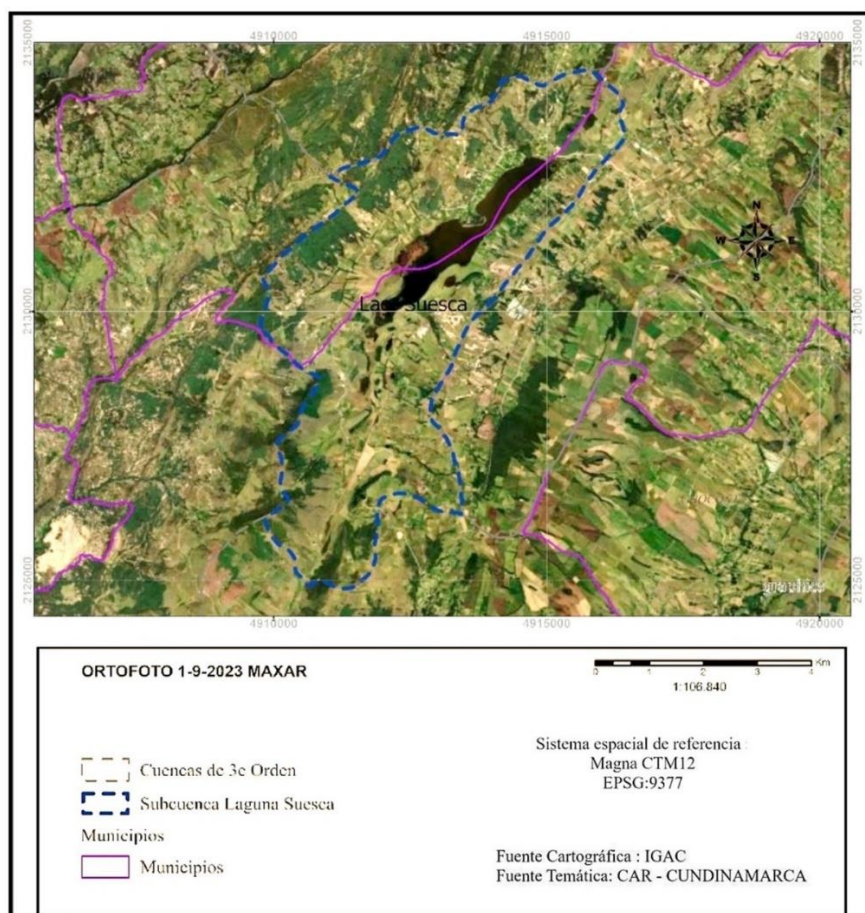 4910000 4915000 4920000
2135000 2135000
Suesca
2130000 2130000
2125000
4910000 4915000 4920000
ORTOFOTO 1-9-2023 MAXAR
Km
0 1 2 3 4
1:106.840
Sistema espacial de referencia :
Magna CTM12
EPSG:9377
Cuencas de 3e Orden
Subcuenca Laguna Suesca
Municipios
Municipios
Fuente Cartográfica : IGAC
Fuente Temática: CAR - CUNDINAMARCA
N
W E
S